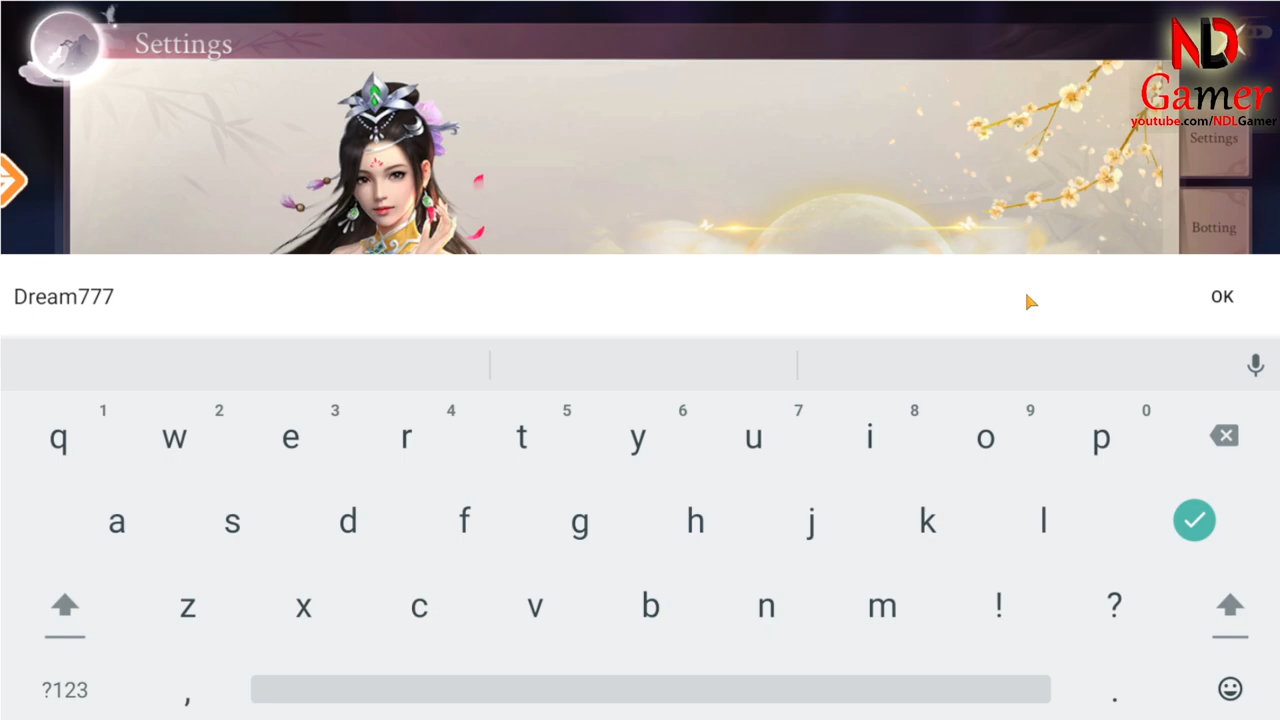 Settings
NDL
Gamer
youtube.com/NDLGamer
Settings
Botting
Dream777
OK
1 2 3 4 5 6 7 8 9 0
q w e r t y u i o p
a s d f g h j k l
z x c v b n m ! ?
?123 , .